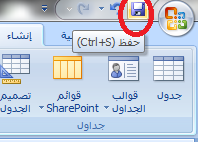 إنشاء
حفظ (Ctrl+S)
جدول
قوالب الجداول
قوائم SharePoint
تصميم الجدول
جداول